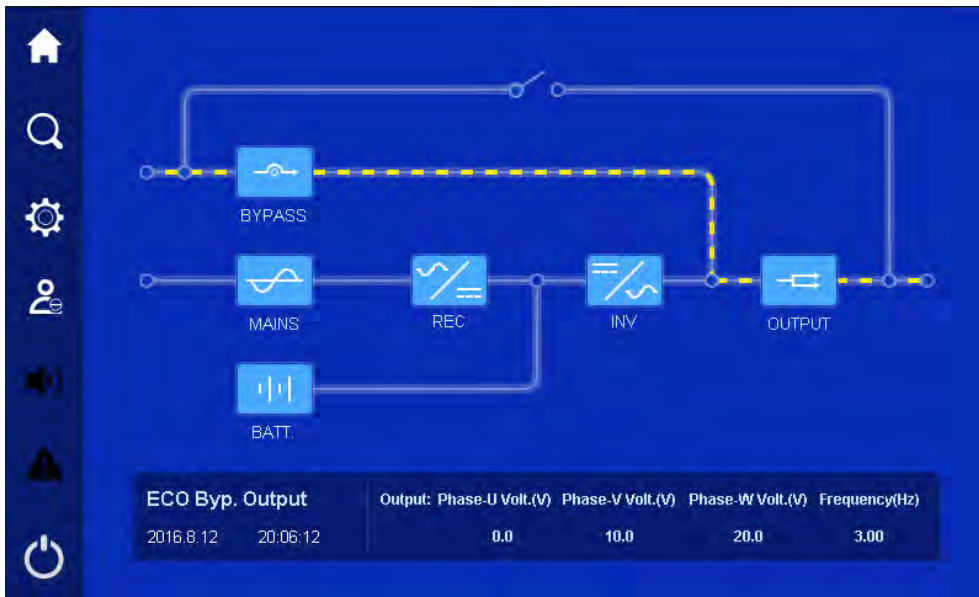 BYPASS
MAINS
REC
INV
OUTPUT
BATT.
ECO Byp. Output
2016.8.12 20:06:12
Output: Phase-U Volt.(V) Phase-V Volt.(V) Phase-W Volt.(V) Frequency(Hz)
0.0 10.0 20.0 3.00